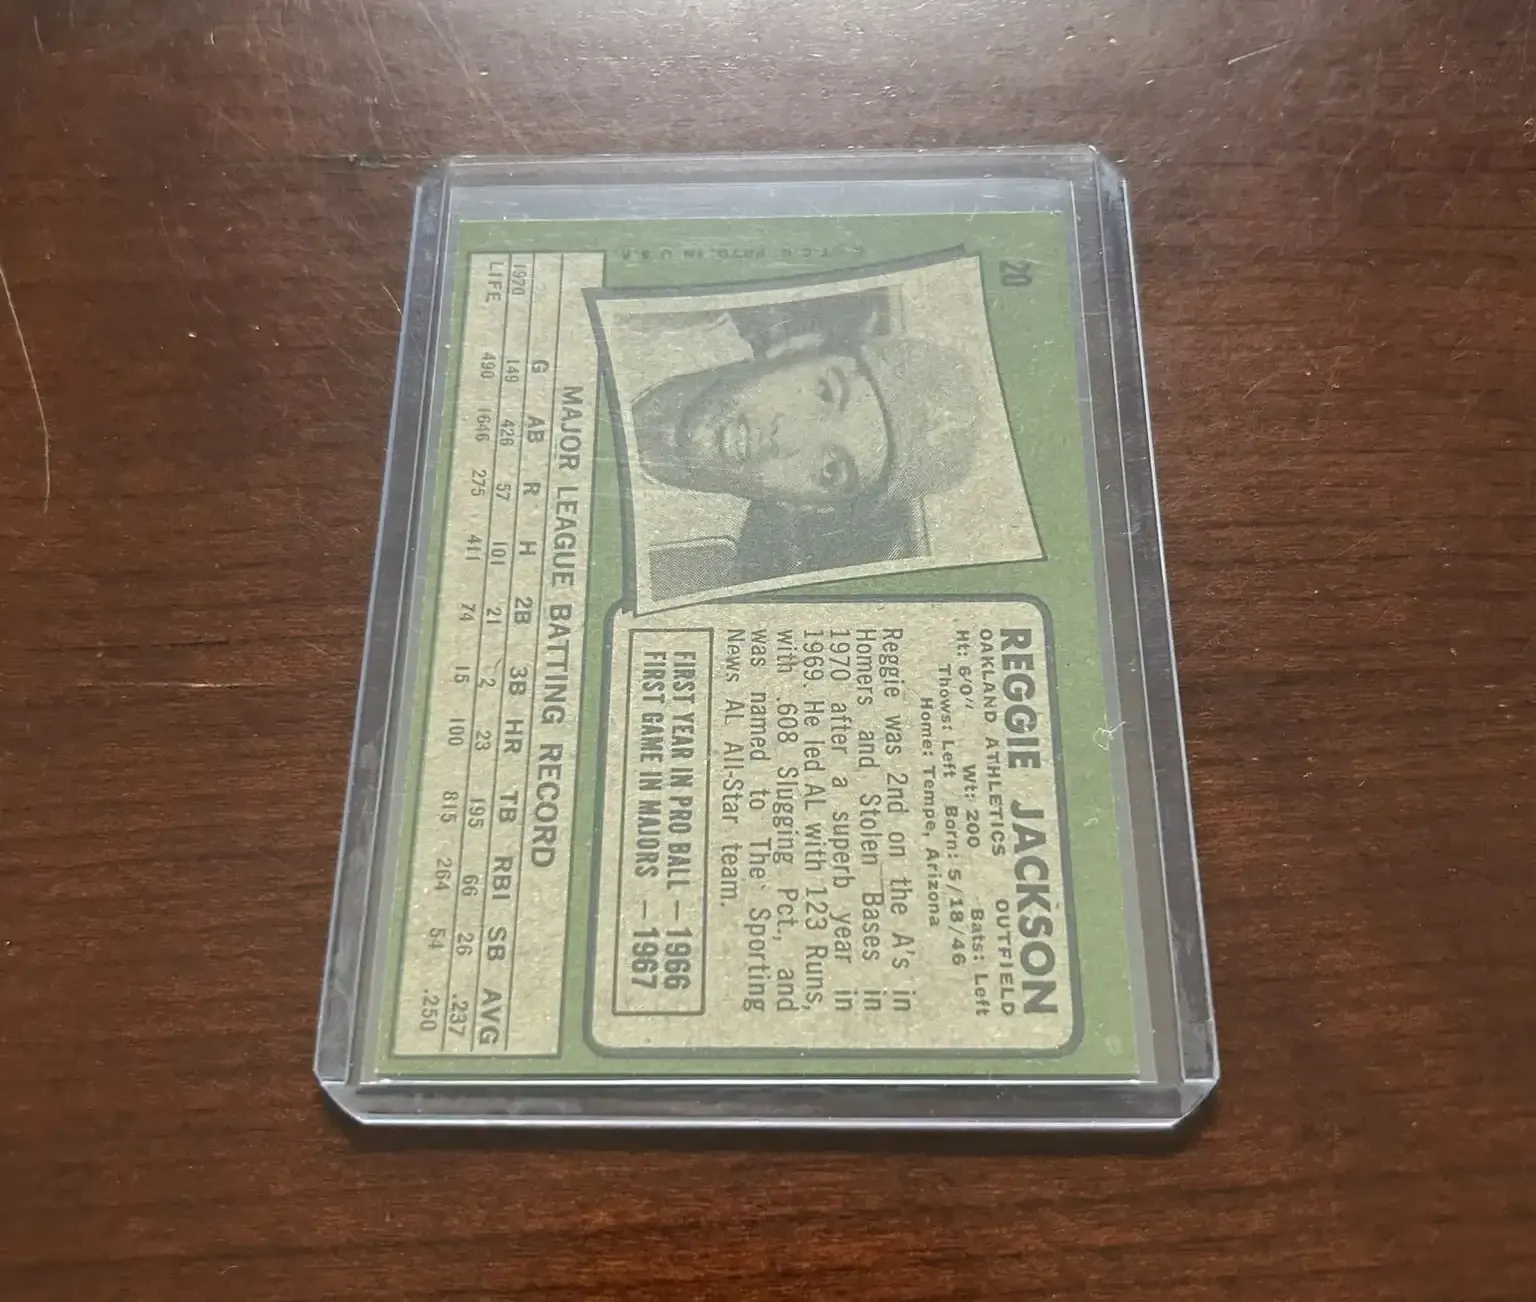 20
© T.C.G. PRTD. IN U.S.A.
REGGIE JACKSON
OAKLAND ATHLETICS OUTFIELD
Ht: 6'0" Wt: 200 Bats: Left
Thows: Left Born: 5/18/46
Home: Tempe, Arizona
Reggie was 2nd on the A's in
Homers and Stolen Bases in
1970 after a superb year in
1969. He led AL with 123 Runs,
with .608 Slugging Pct., and
was named to The Sporting
News AL All-Star team.
FIRST YEAR IN PRO BALL — 1966
FIRST GAME IN MAJORS — 1967
MAJOR LEAGUE BATTING RECORD
G AB R H 2B 3B HR TB RBI SB AVG
1970 149 426 57 101 21 2 23 195 66 26 .237
LIFE 490 1646 275 411 74 15 100 815 264 54 .250